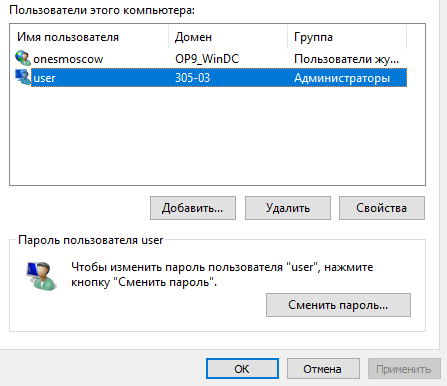 Пользователи этого компьютера:
Имя пользователя Домен Группа
onesmoscow OP9_WinDC Пользователи жу...
user 305-03 Администраторы
Добавить... Удалить Свойства
Пароль пользователя user
Чтобы изменить пароль пользователя "user", нажмите
кнопку "Сменить пароль".
Сменить пароль...
ОК Отмена Применить